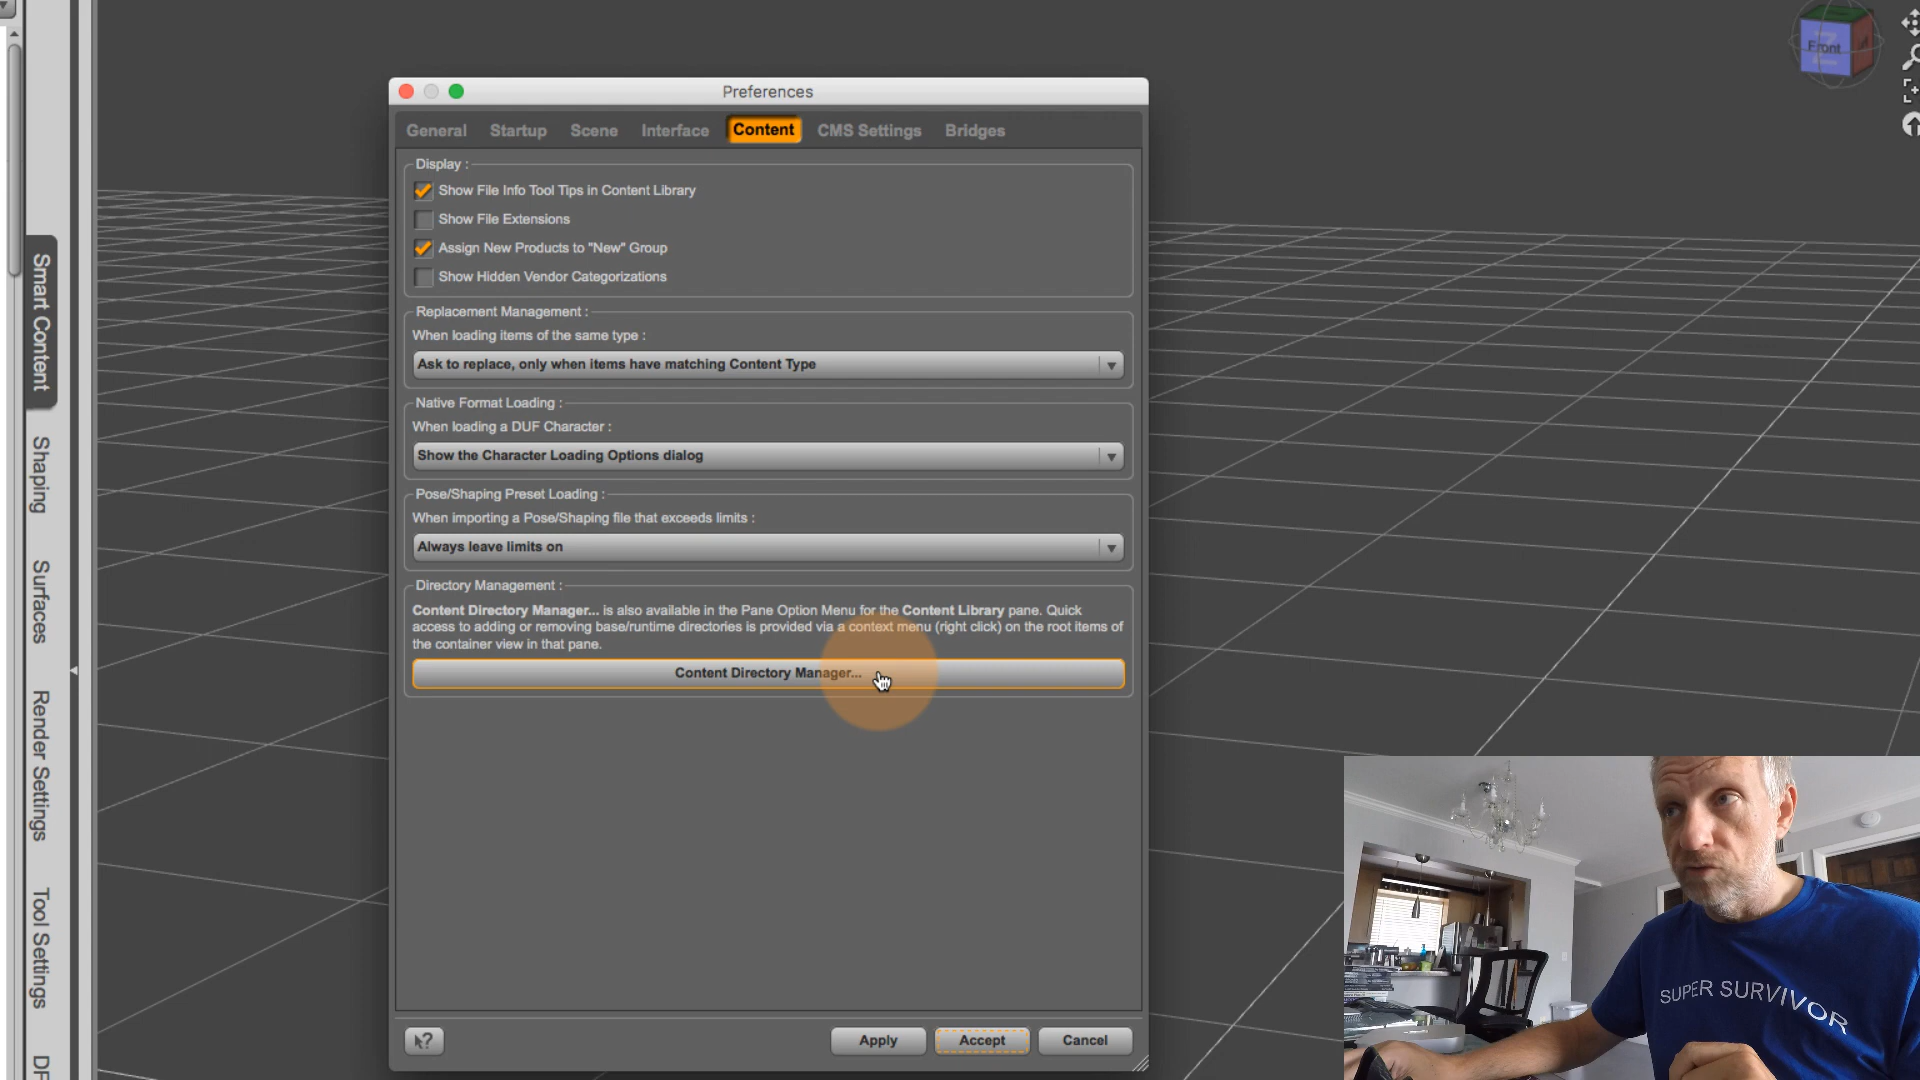 Preferences
General
Startup
Scene
Interface
Content
CMS Settings
Bridges
Display :
Show File Info Tool Tips in Content Library
Show File Extensions
Assign New Products to "New" Group
Show Hidden Vendor Categorizations
Replacement Management :
When loading items of the same type :
Ask to replace, only when items have matching Content Type
Native Format Loading :
When loading a DUF Character :
Show the Character Loading Options dialog
Pose/Shaping Preset Loading :
When importing a Pose/Shaping file that exceeds limits :
Always leave limits on
Directory Management :
Content Directory Manager... is also available in the Pane Option Menu for the Content Library pane. Quick
access to adding or removing base/runtime directories is provided via a context menu (right click) on the root items of
the container view in that pane.
Content Directory Manager...
?
Apply
Accept
Cancel
Smart Content
Shaping
Surfaces
Render Settings
Tool Settings
Front
SUPER SURVIVOR